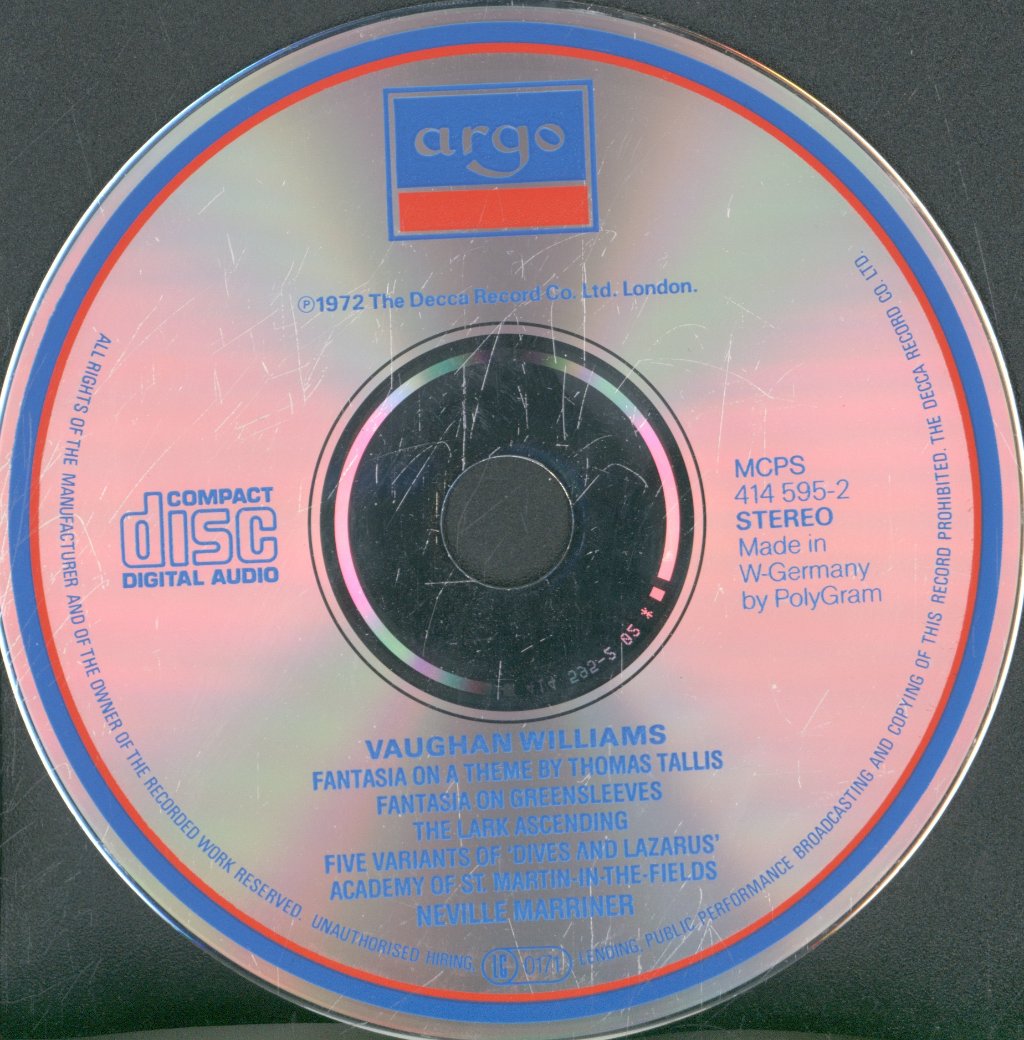 argo
℗1972 The Decca Record Co. Ltd. London.
COMPACT
disc
DIGITAL AUDIO
MCPS
414 595-2
STEREO
Made in
W-Germany
by PolyGram
VAUGHAN WILLIAMS
FANTASIA ON A THEME BY THOMAS TALLIS
FANTASIA ON GREENSLEEVES
THE LARK ASCENDING
FIVE VARIANTS OF 'DIVES AND LAZARUS'
ACADEMY OF ST. MARTIN-IN-THE-FIELDS
NEVILLE MARRINER
ALL RIGHTS OF THE MANUFACTURER AND OF THE OWNER OF THE RECORDED WORK RESERVED. UNAUTHORISED HIRING, LENDING, PUBLIC PERFORMANCE BROADCASTING AND COPYING OF THIS RECORD PROHIBITED. THE DECCA RECORD CO. LTD.
LC 0171